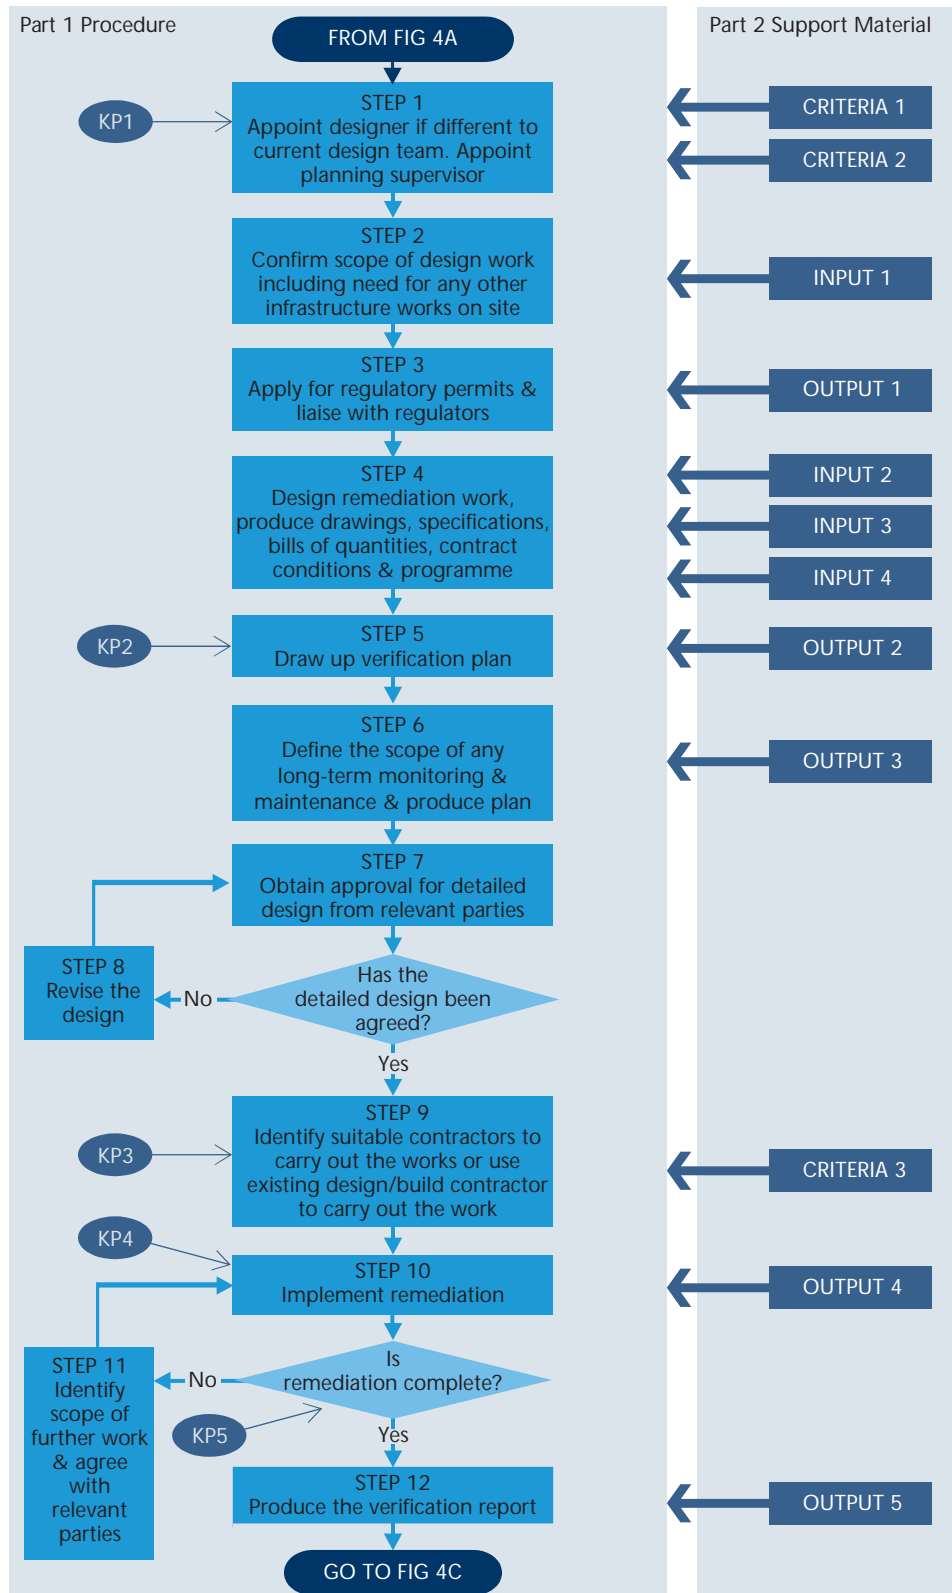 Part 1 Procedure
Part 2 Support Material
FROM FIG 4A
KP1
STEP 1
Appoint designer if different to
current design team. Appoint
planning supervisor
CRITERIA 1
CRITERIA 2
STEP 2
Confirm scope of design work
including need for any other
infrastructure works on site
INPUT 1
STEP 3
Apply for regulatory permits &
liaise with regulators
OUTPUT 1
STEP 4
Design remediation work,
produce drawings, specifications,
bills of quantities, contract
conditions & programme
INPUT 2
INPUT 3
INPUT 4
KP2
STEP 5
Draw up verification plan
OUTPUT 2
STEP 6
Define the scope of any
long-term monitoring &
maintenance & produce plan
OUTPUT 3
STEP 7
Obtain approval for detailed
design from relevant parties
STEP 8
Revise the
design
No
Has the
detailed design been
agreed?
Yes
KP3
STEP 9
Identify suitable contractors to
carry out the works or use
existing design/build contractor
to carry out the work
CRITERIA 3
KP4
STEP 10
Implement remediation
OUTPUT 4
STEP 11
Identify
scope of
further work
& agree
with
relevant
parties
No
Is
remediation complete?
KP5
Yes
STEP 12
Produce the verification report
OUTPUT 5
GO TO FIG 4C